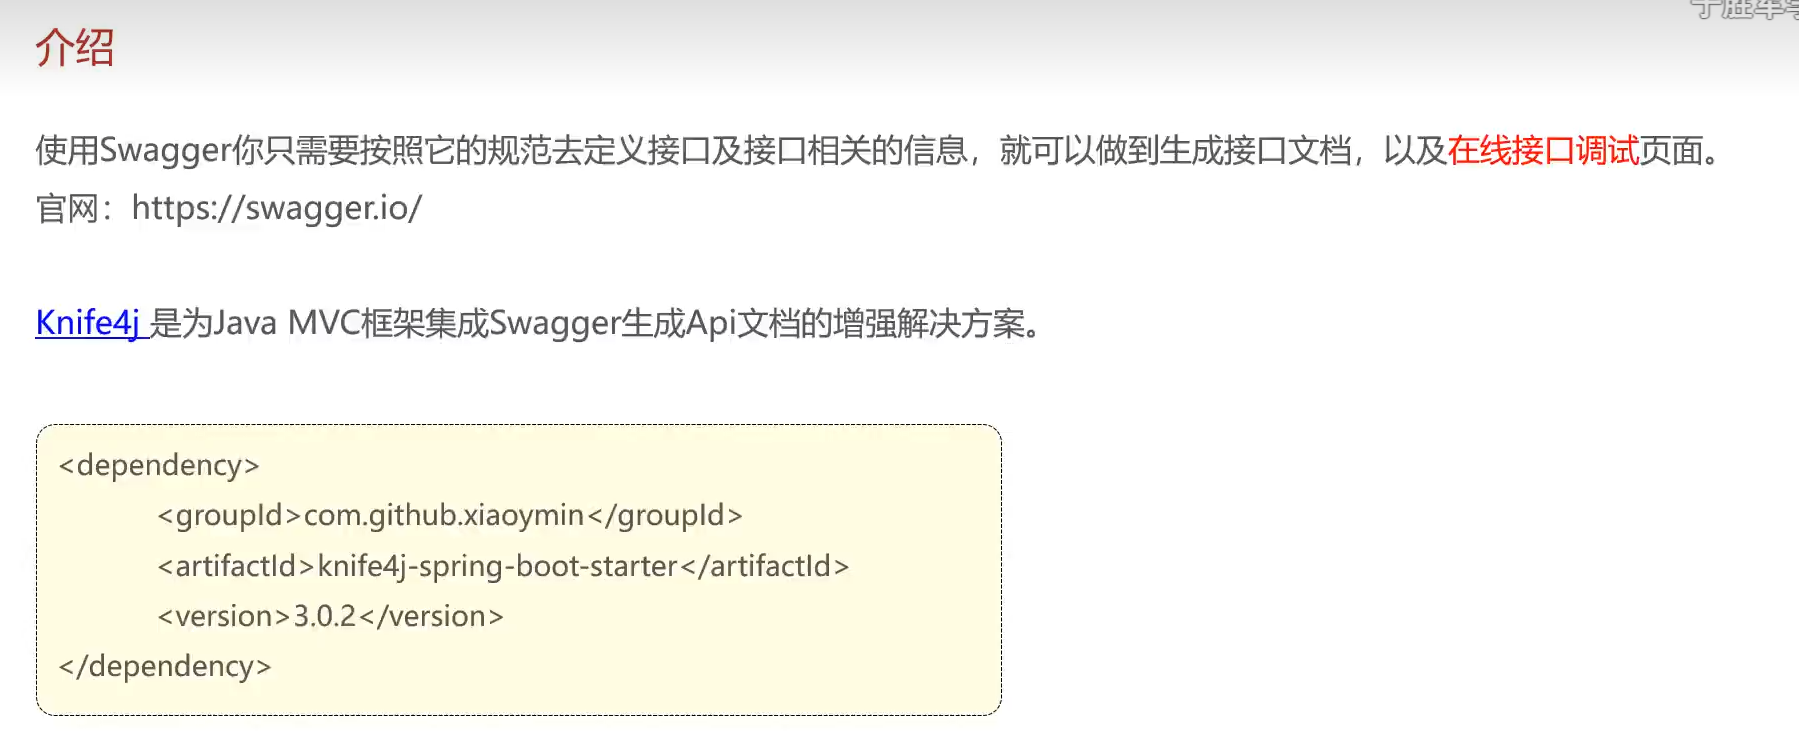 介绍
使用Swagger你只需要按照它的规范去定义接口及接口相关的信息，就可以做到生成接口文档，以及在线接口调试页面。
官网：https://swagger.io/
Knife4j 是为Java MVC框架集成Swagger生成Api文档的增强解决方案。
<dependency>
<groupId>com.github.xiaoymin</groupId>
<artifactId>knife4j-spring-boot-starter</artifactId>
<version>3.0.2</version>
</dependency>